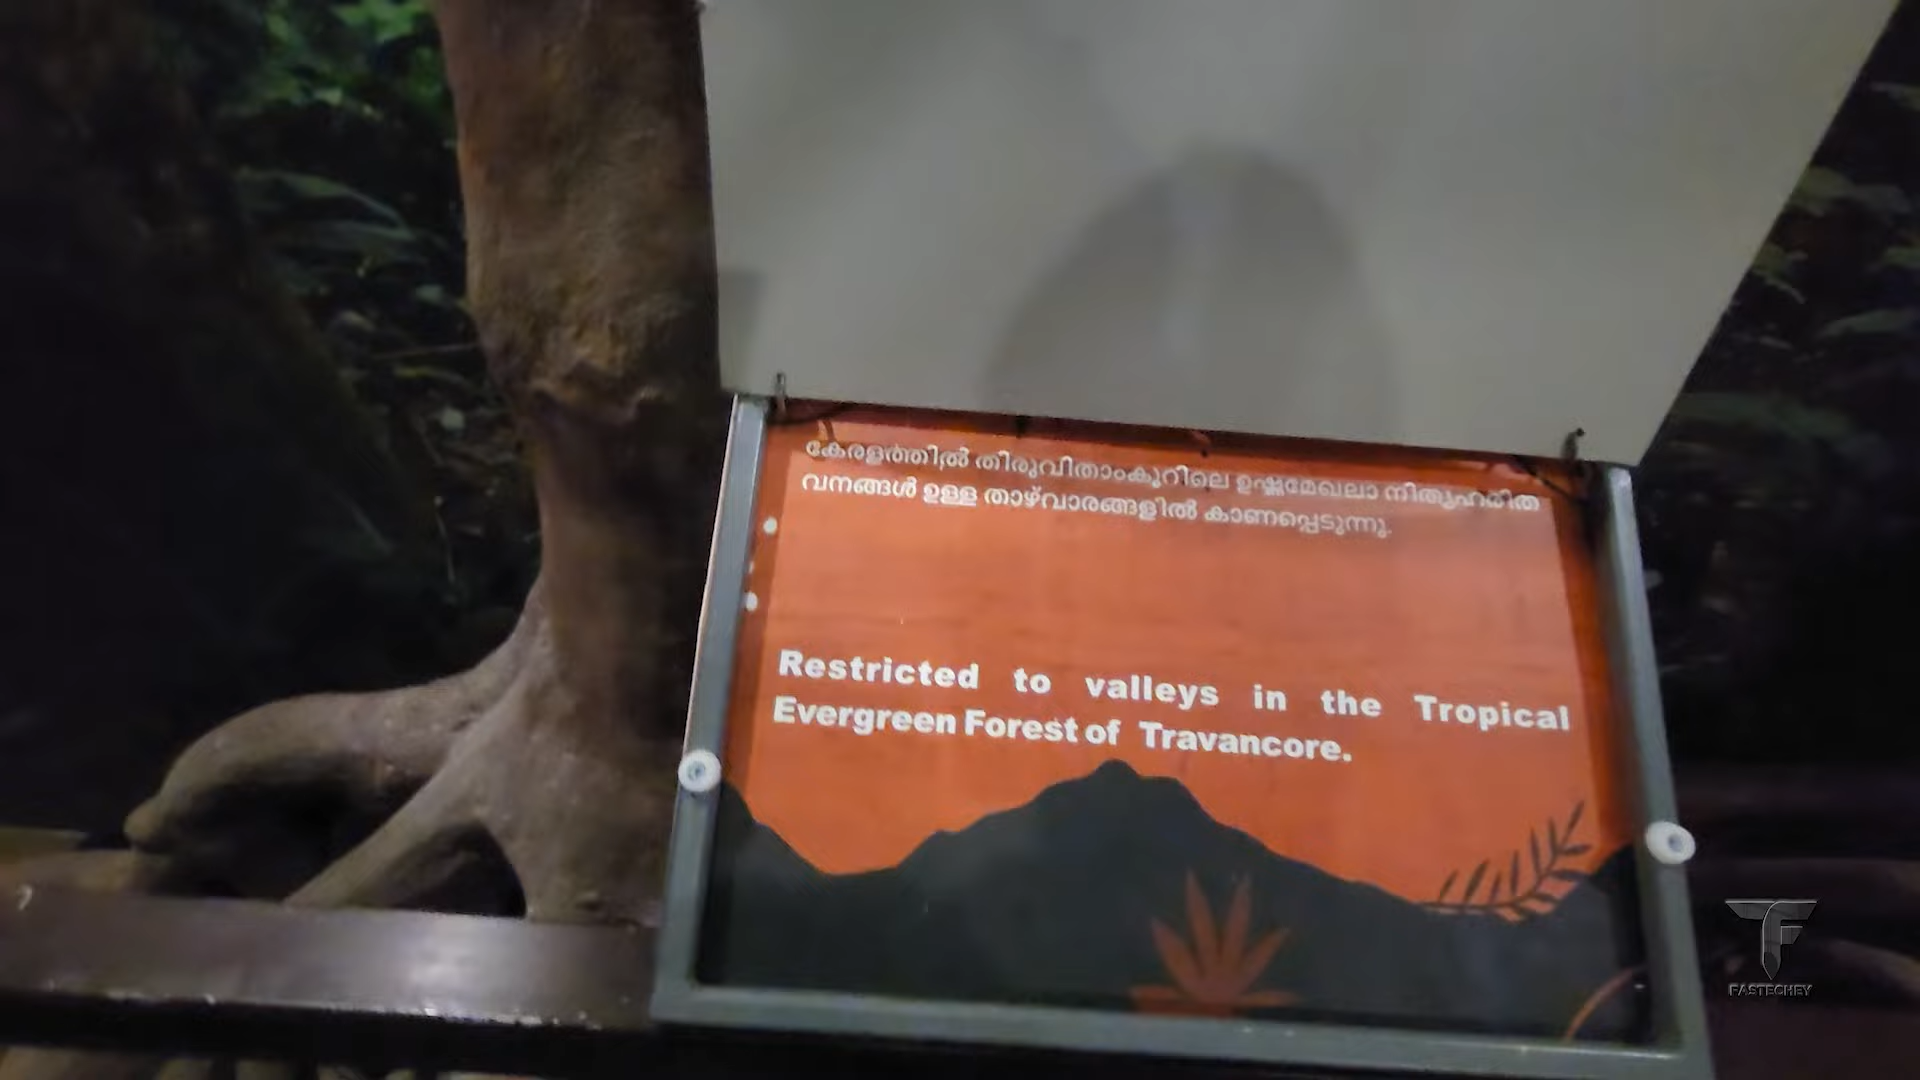 കേരളത്തിൽ തിരുവിതാംകൂറിലെ ഉഷ്ണമേഖലാ നിത്യഹരിത
വനങ്ങൾ ഉള്ള താഴ്‌വാരങ്ങളിൽ കാണപ്പെടുന്നു.
Restricted to valleys in the Tropical
Evergreen Forest of Travancore.
FASTECHEY